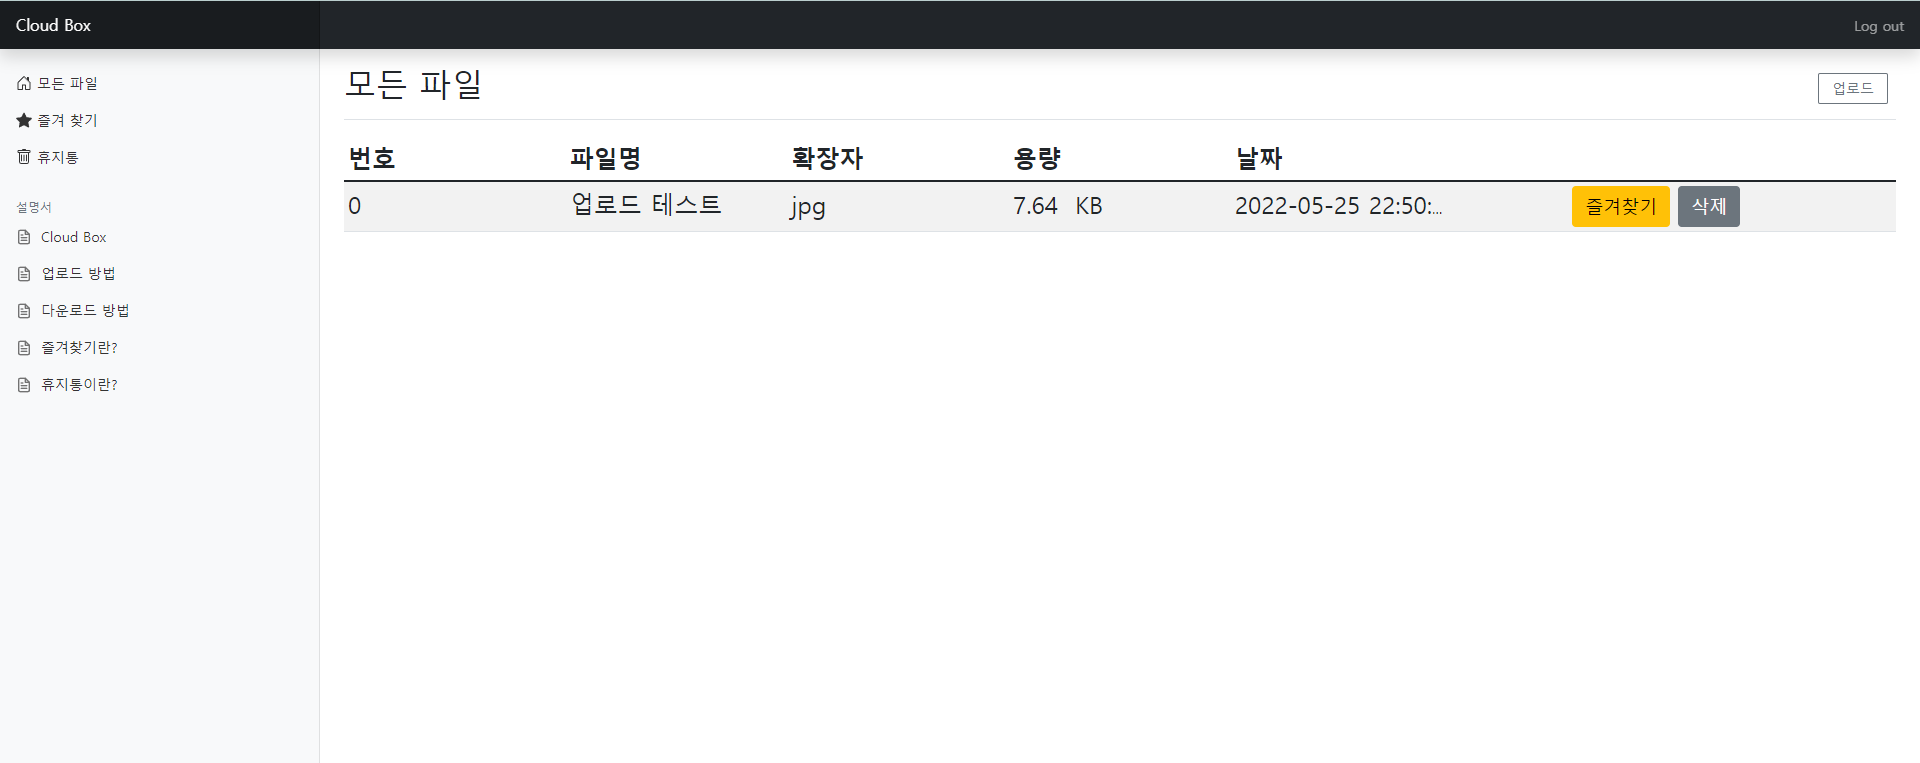 Cloud Box
Log out
모든 파일
즐겨 찾기
휴지통
설명서
Cloud Box
업로드 방법
다운로드 방법
즐겨찾기란?
휴지통이란?
모든 파일
업로드
번호 파일명 확장자 용량 날짜
0 업로드 테스트 jpg 7.64 KB 2022-05-25 22:50:... 즐겨찾기 삭제